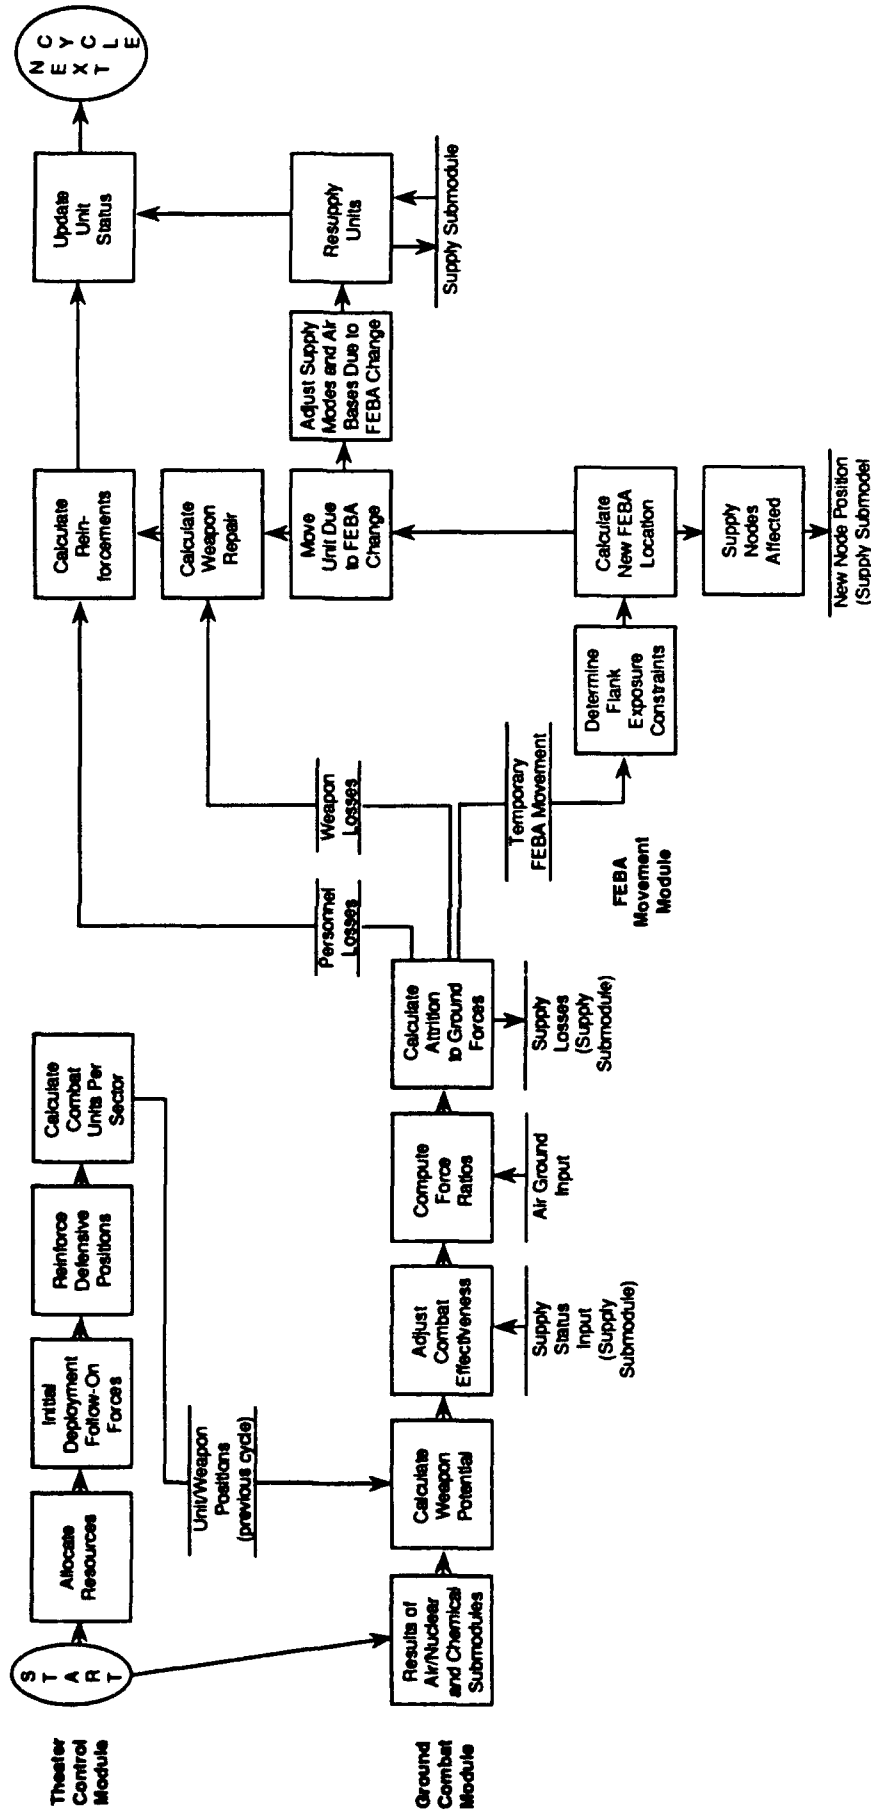 Theater
Control
Module
S
T
A
R
T
Allocate
Resources
Initial
Deployment
Follow-On
Forces
Reinforce
Defensive
Positions
Calculate
Combat
Units Per
Sector
Unit/Weapon
Positions
(previous cycle)
Ground
Combat
Module
Results of
Air/Nuclear
and Chemical
Submodules
Calculate
Weapon
Potential
Adjust
Combat
Effectiveness
Supply
Status
Input
(Supply
Submodule)
Compute
Force
Ratios
Air Ground
Input
Calculate
Attrition
to Ground
Forces
Supply
Losses
(Supply
Submodule)
Personnel
Losses
Weapon
Losses
Temporary
FEBA Movement
FEBA
Movement
Module
Determine
Flank
Exposure
Constraints
Calculate
New FEBA
Location
Supply
Nodes
Affected
New Node Position
(Supply Submodel
Move
Unit Due
to FEBA
Change
Calculate
Weapon
Repair
Calculate
Rein-
forcements
Adjust Supply
Modes and Air
Bases Due to
FEBA Change
Resupply
Units
Supply Submodule
Update
Unit
Status
N C
E Y
X C
T L
E